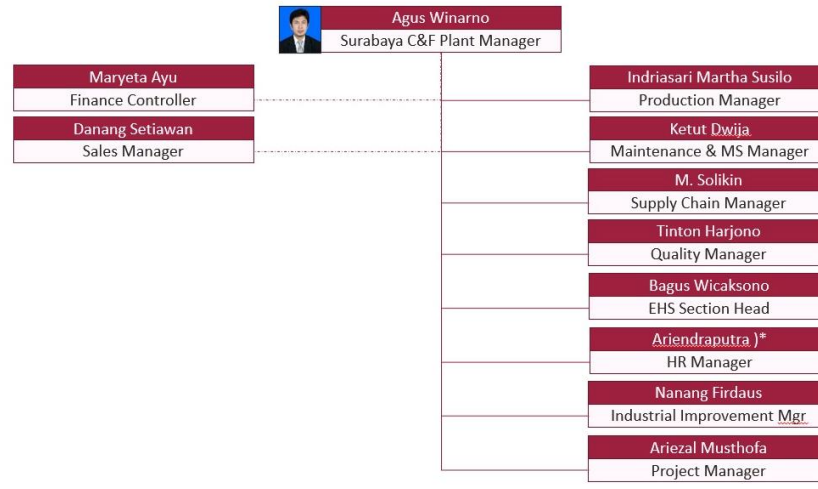 Agus Winarno
Surabaya C&F Plant Manager
Maryeta Ayu
Finance Controller
Danang Setiawan
Sales Manager
Indriasari Martha Susilo
Production Manager
Ketut Dwija
Maintenance & MS Manager
M. Solikin
Supply Chain Manager
Tinton Harjono
Quality Manager
Bagus Wicaksono
EHS Section Head
Ariendraputra )*
HR Manager
Nanang Firdaus
Industrial Improvement Mgr
Ariezal Musthofa
Project Manager